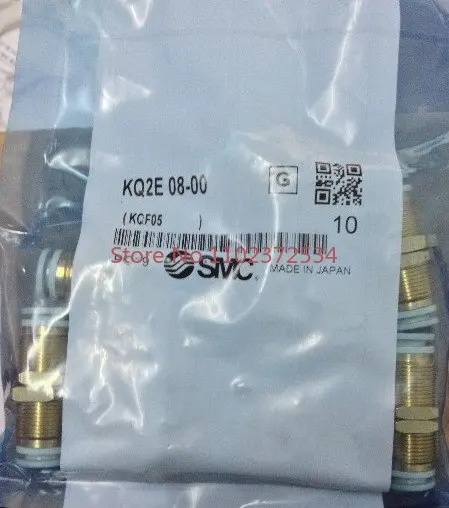 KQ2E 08-00 G
(KCF05 )
10
Store No.1102372534
SMC
MADE IN JAPAN